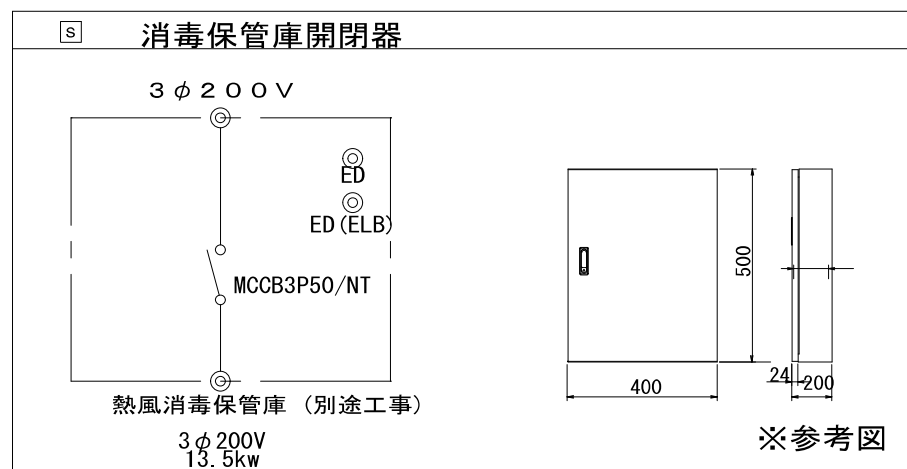 S 消毒保管庫開閉器
3φ200V
ED
ED(ELB)
MCCB3P50/NT
熱風消毒保管庫 (別途工事)
3φ200V
13.5kw
500
400
24 200
※参考図